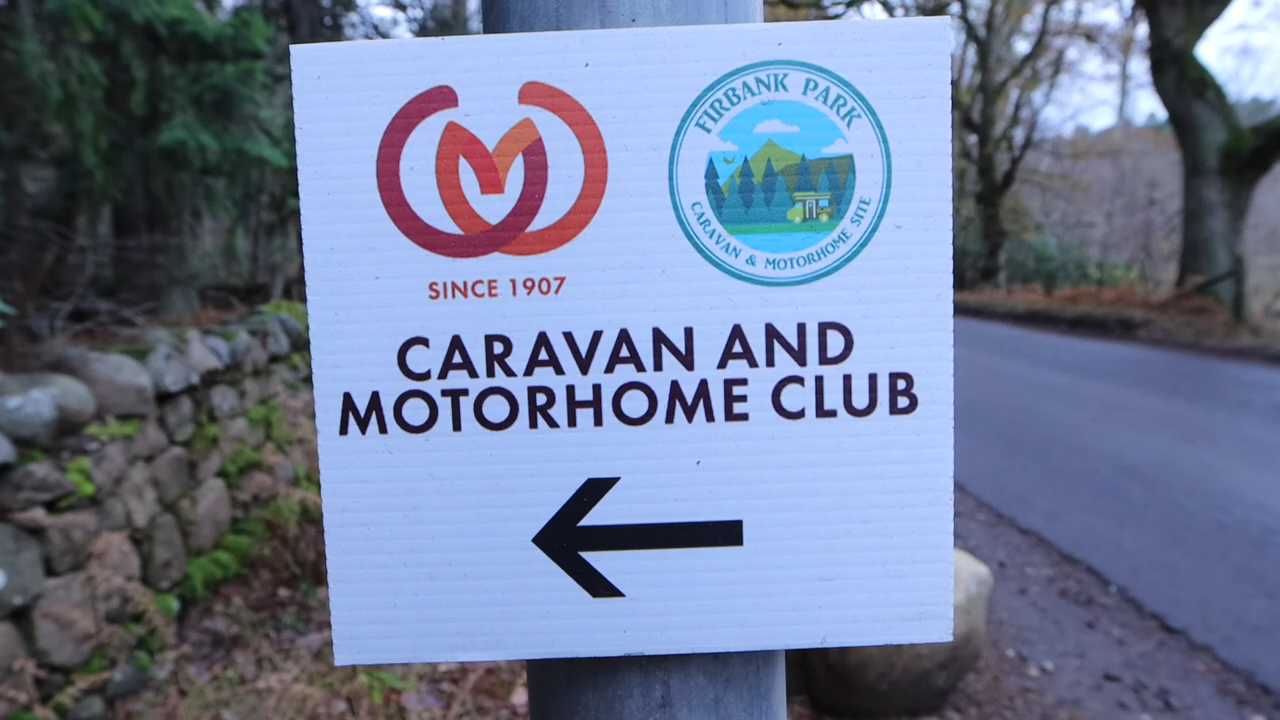 SINCE 1907
FIRBANK PARK
CARAVAN & MOTORHOME SITE
CARAVAN AND
MOTORHOME CLUB